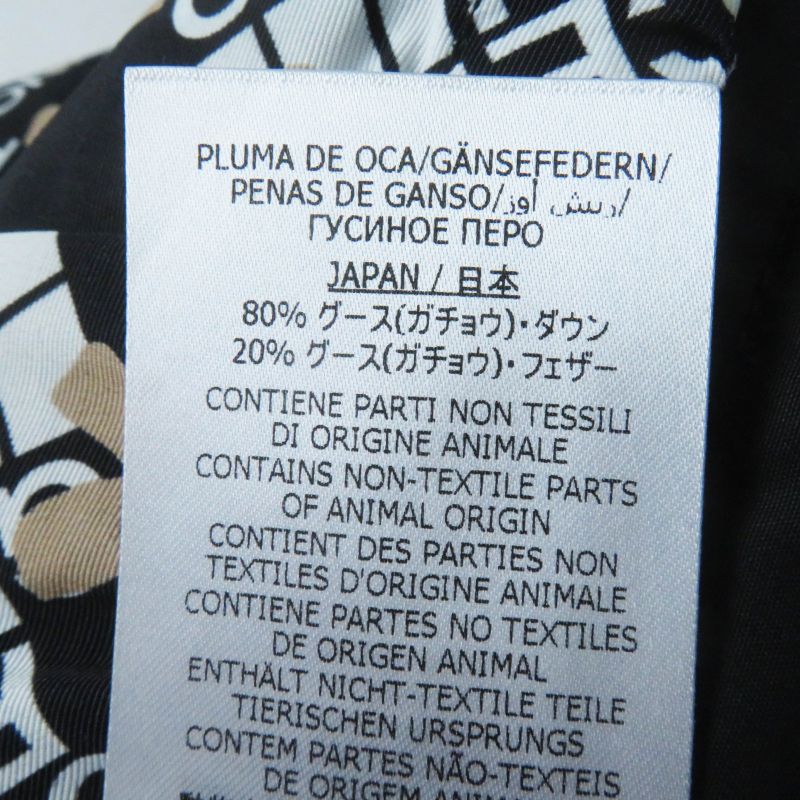 PLUMA DE OCA/GÄNSEFEDERN/
PENAS DE GANSO/ريش أوز/
ГУСИНОЕ ПЕРО
JAPAN / 日本
80% グース(ガチョウ)・ダウン
20% グース(ガチョウ)・フェザー
CONTIENE PARTI NON TESSILI
DI ORIGINE ANIMALE
CONTAINS NON-TEXTILE PARTS
OF ANIMAL ORIGIN
CONTIENT DES PARTIES NON
TEXTILES D'ORIGINE ANIMALE
CONTIENE PARTES NO TEXTILES
DE ORIGEN ANIMAL
ENTHÄLT NICHT-TEXTILE TEILE
TIERISCHEN URSPRUNGS
CONTEM PARTES NÃO-TEXTEIS
DE ORIGEM ANIMAL